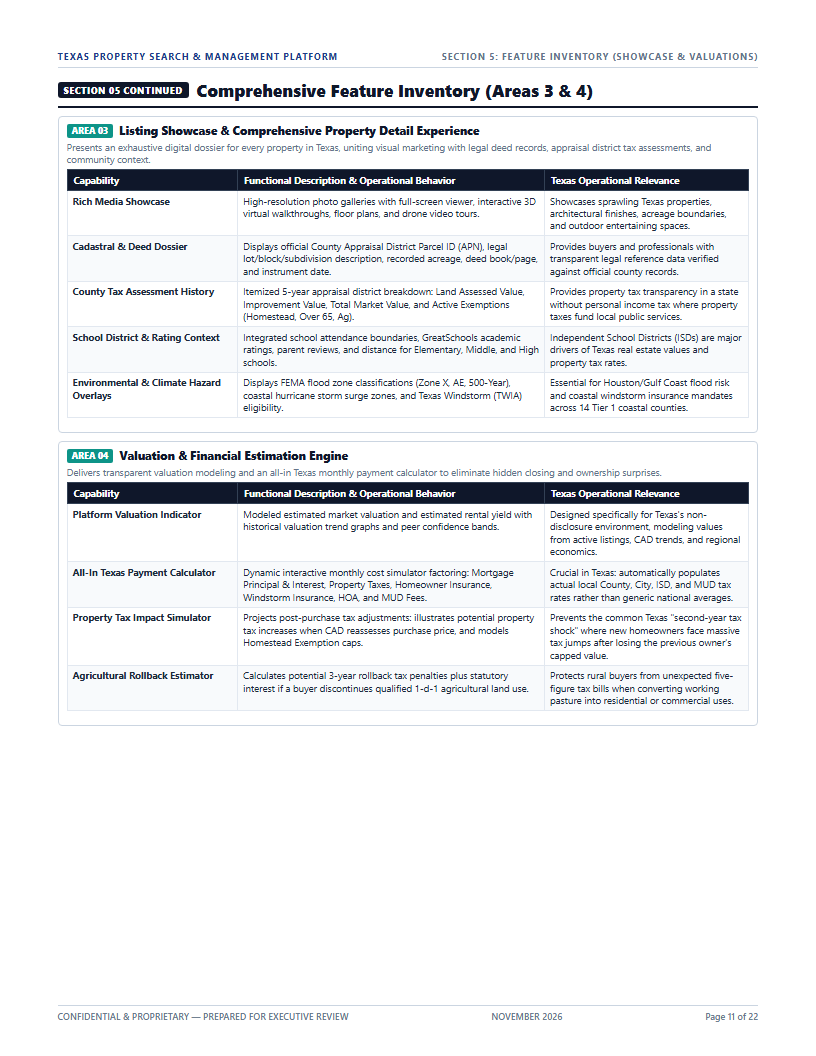 TEXAS PROPERTY SEARCH & MANAGEMENT PLATFORM
SECTION 5: FEATURE INVENTORY (SHOWCASE & VALUATIONS)
SECTION 05 CONTINUED
Comprehensive Feature Inventory (Areas 3 & 4)
AREA 03
Listing Showcase & Comprehensive Property Detail Experience
Presents an exhaustive digital dossier for every property in Texas, uniting visual marketing with legal deed records, appraisal district tax assessments, and
community context.
Capability
Functional Description & Operational Behavior
Texas Operational Relevance
Rich Media Showcase
High-resolution photo galleries with full-screen viewer, interactive 3D
virtual walkthroughs, floor plans, and drone video tours.
Showcases sprawling Texas properties,
architectural finishes, acreage boundaries,
and outdoor entertaining spaces.
Cadastral & Deed Dossier
Displays official County Appraisal District Parcel ID (APN), legal
lot/block/subdivision description, recorded acreage, deed book/page,
and instrument date.
Provides buyers and professionals with
transparent legal reference data verified
against official county records.
County Tax Assessment History
Itemized 5-year appraisal district breakdown: Land Assessed Value,
Improvement Value, Total Market Value, and Active Exemptions
(Homestead, Over 65, Ag).
Provides property tax transparency in a state
without personal income tax where property
taxes fund local public services.
School District & Rating Context
Integrated school attendance boundaries, GreatSchools academic
ratings, parent reviews, and distance for Elementary, Middle, and High
schools.
Independent School Districts (ISDs) are major
drivers of Texas real estate values and
property tax rates.
Environmental & Climate Hazard
Overlays
Displays FEMA flood zone classifications (Zone X, AE, 500-Year),
coastal hurricane storm surge zones, and Texas Windstorm (TWIA)
eligibility.
Essential for Houston/Gulf Coast flood risk
and coastal windstorm insurance mandates
across 14 Tier 1 coastal counties.
AREA 04
Valuation & Financial Estimation Engine
Delivers transparent valuation modeling and an all-in Texas monthly payment calculator to eliminate hidden closing and ownership surprises.
Capability
Functional Description & Operational Behavior
Texas Operational Relevance
Platform Valuation Indicator
Modeled estimated market valuation and estimated rental yield with
historical valuation trend graphs and peer confidence bands.
Designed specifically for Texas's non-
disclosure environment, modeling values
from active listings, CAD trends, and regional
economics.
All-In Texas Payment Calculator
Dynamic interactive monthly cost simulator factoring: Mortgage
Principal & Interest, Property Taxes, Homeowner Insurance,
Windstorm Insurance, HOA, and MUD Fees.
Crucial in Texas: automatically populates
actual local County, City, ISD, and MUD tax
rates rather than generic national averages.
Property Tax Impact Simulator
Projects post-purchase tax adjustments: illustrates potential property
tax increases when CAD reassesses purchase price, and models
Homestead Exemption caps.
Prevents the common Texas "second-year tax
shock" where new homeowners face massive
tax jumps after losing the previous owner's
capped value.
Agricultural Rollback Estimator
Calculates potential 3-year rollback tax penalties plus statutory
interest if a buyer discontinues qualified 1-d-1 agricultural land use.
Protects rural buyers from unexpected five-
figure tax bills when converting working
pasture into residential or commercial uses.
CONFIDENTIAL & PROPRIETARY — PREPARED FOR EXECUTIVE REVIEW
NOVEMBER 2026
Page 11 of 22